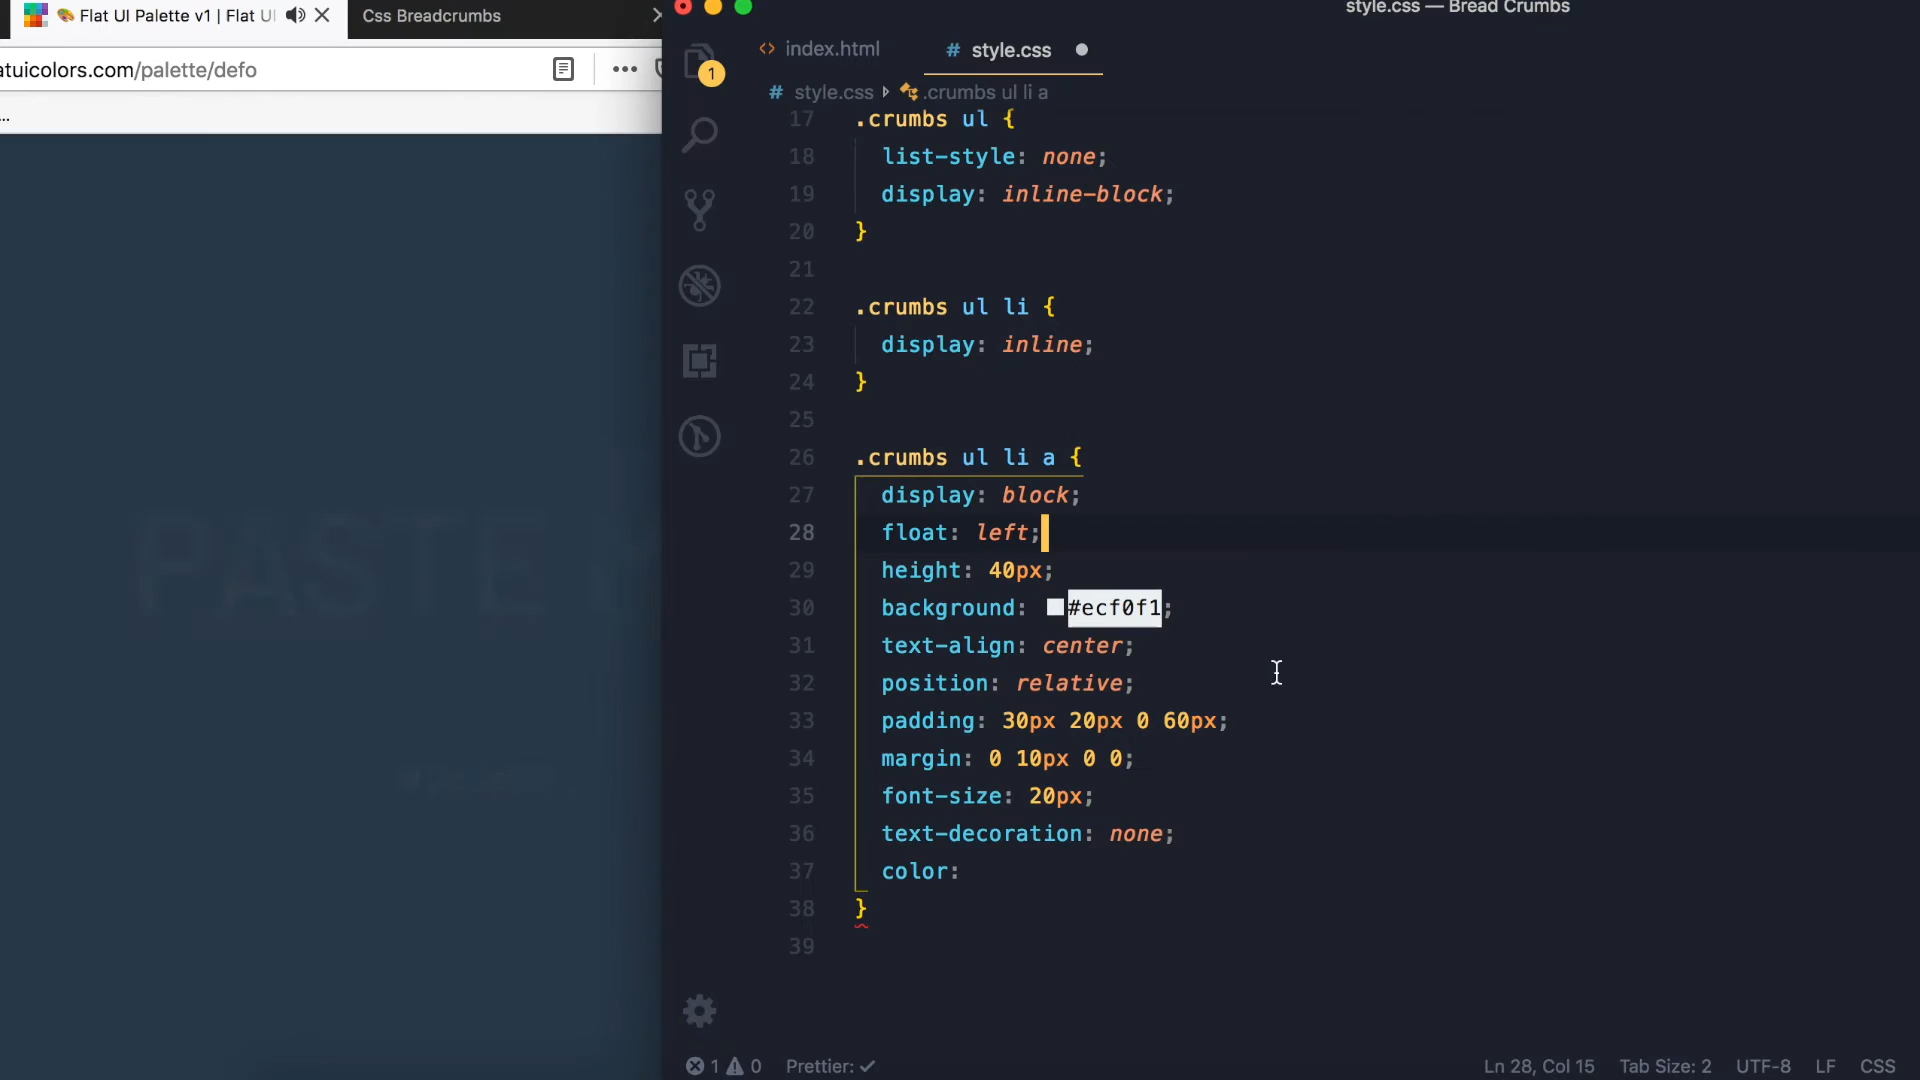 Flat UI Palette v1 | Flat UI
Css Breadcrumbs
atuicolors.com/palette/defo
...
style.css — Bread Crumbs
<> index.html
# style.css
1
# style.css .crumbs ul li a
17 .crumbs ul {
18 list-style: none;
19 display: inline-block;
20 }
21
22 .crumbs ul li {
23 display: inline;
24 }
25
26 .crumbs ul li a {
27 display: block;
28 float: left;
29 height: 40px;
30 background: #ecf0f1;
31 text-align: center;
32 position: relative;
33 padding: 30px 20px 0 60px;
34 margin: 0 10px 0 0;
35 font-size: 20px;
36 text-decoration: none;
37 color:
38 }
39
PASTE
1 0 Prettier: ✓
Ln 28, Col 15 Tab Size: 2 UTF-8 LF CSS